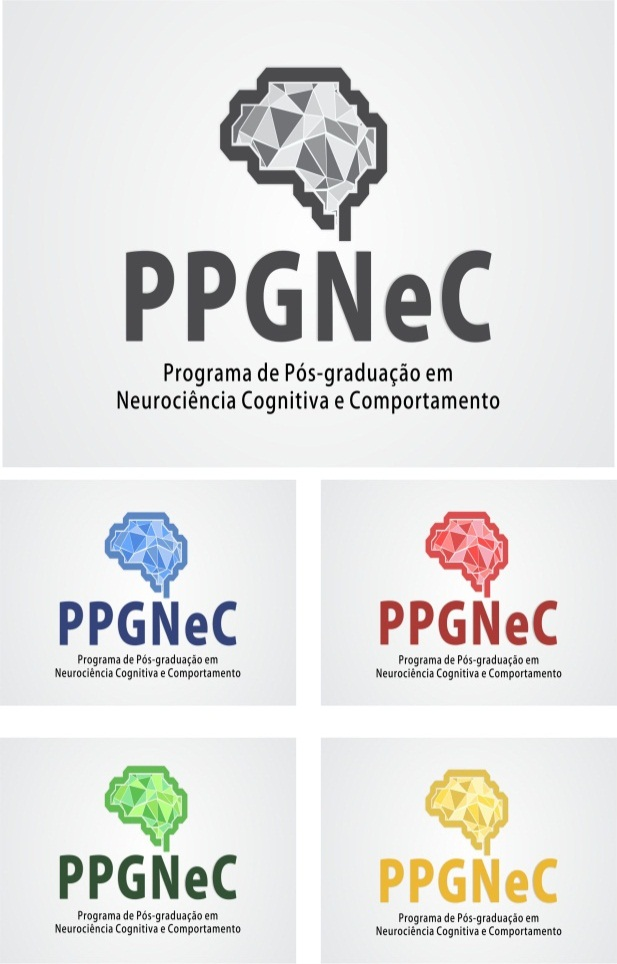 PPGNeC
Programa de Pós-graduação em
Neurociência Cognitiva e Comportamento
PPGNeC
Programa de Pós-graduação em
Neurociência Cognitiva e Comportamento
PPGNeC
Programa de Pós-graduação em
Neurociência Cognitiva e Comportamento
PPGNeC
Programa de Pós-graduação em
Neurociência Cognitiva e Comportamento
PPGNeC
Programa de Pós-graduação em
Neurociência Cognitiva e Comportamento